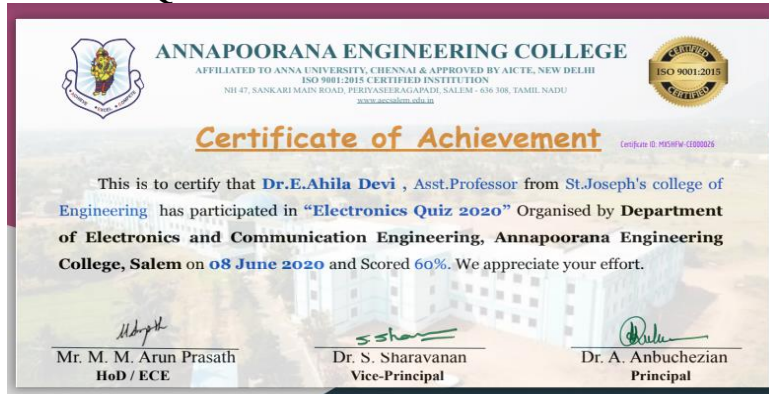 ANNAPOORANA ENGINEERING COLLEGE
AFFILIATED TO ANNA UNIVERSITY, CHENNAI & APPROVED BY AICTE, NEW DELHI
ISO 9001:2015 CERTIFIED INSTITUTION
NH 47, SANKARI MAIN ROAD, PERIYASEERAGAPADI, SALEM - 636 308, TAMIL NADU
www.aecsalem.edu.in
ACHIEVE EXCEL COMPETE
CERTIFIED
ISO 9001:2015
CERTIFIED
Certificate of Achievement
Certificate ID: MXSHFW-CE000026
This is to certify that Dr.E.Ahila Devi , Asst.Professor from St.Joseph's college of
Engineering has participated in “Electronics Quiz 2020” Organised by Department
of Electronics and Communication Engineering, Annapoorana Engineering
College, Salem on 08 June 2020 and Scored 60%. We appreciate your effort.
Mr. M. M. Arun Prasath
HoD / ECE
Dr. S. Sharavanan
Vice-Principal
Dr. A. Anbuchezian
Principal